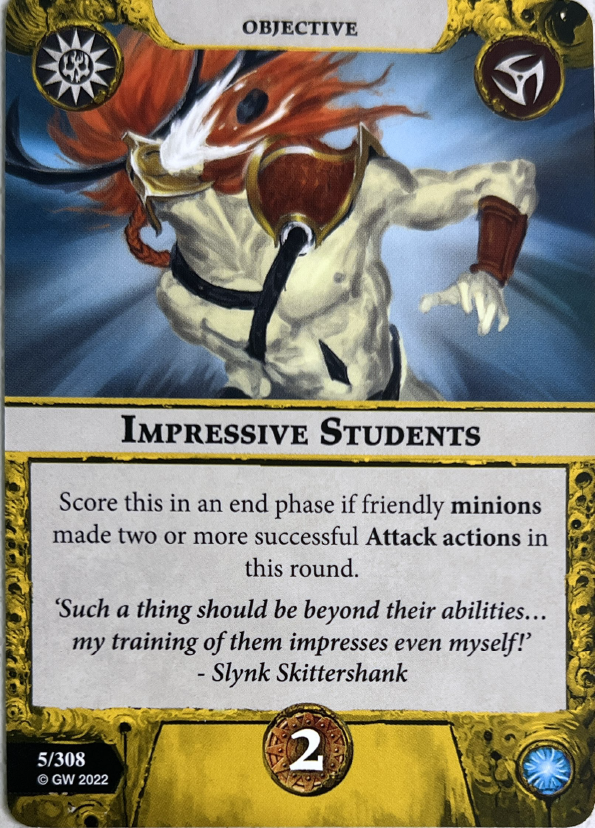 OBJECTIVE
IMPRESSIVE STUDENTS
Score this in an end phase if friendly minions
made two or more successful Attack actions in
this round.
‘Such a thing should be beyond their abilities…
my training of them impresses even myself!’
- Slynk Skittershank
2
5/308
© GW 2022